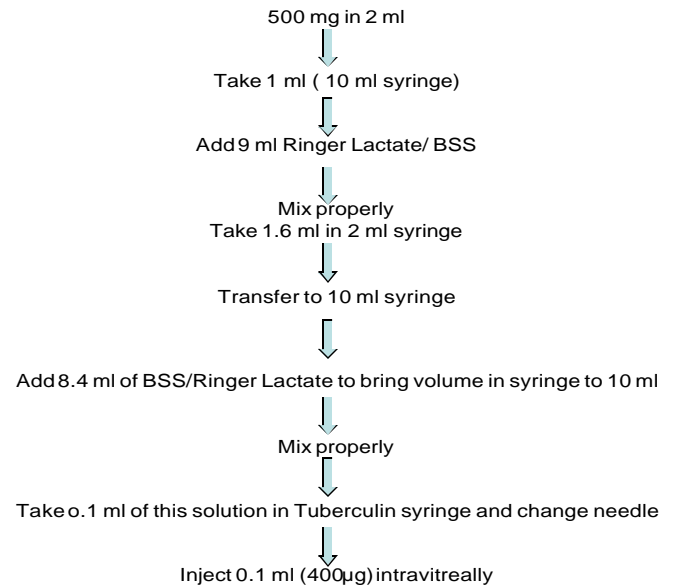 500 mg in 2 ml
Take 1 ml ( 10 ml syringe)
Add 9 ml Ringer Lactate/ BSS
Mix properly
Take 1.6 ml in 2 ml syringe
Transfer to 10 ml syringe
Add 8.4 ml of BSS/Ringer Lactate to bring volume in syringe to 10 ml
Mix properly
Take o.1 ml of this solution in Tuberculin syringe and change needle
Inject 0.1 ml (400µg) intravitreally